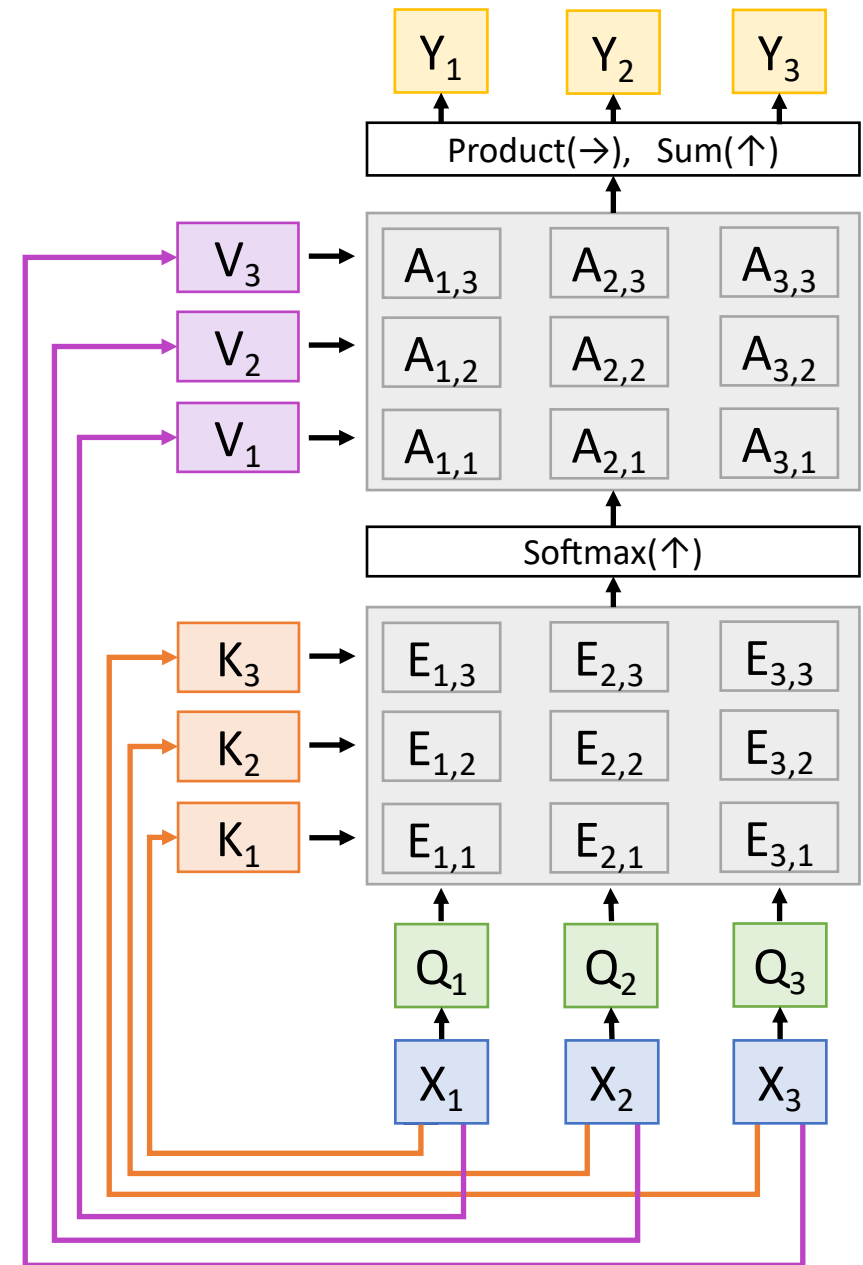 Y1 Y2 Y3
Product(→), Sum(↑)
V3 A1,3 A2,3 A3,3
V2 A1,2 A2,2 A3,2
V1 A1,1 A2,1 A3,1
Softmax(↑)
K3 E1,3 E2,3 E3,3
K2 E1,2 E2,2 E3,2
K1 E1,1 E2,1 E3,1
Q1 Q2 Q3
X1 X2 X3